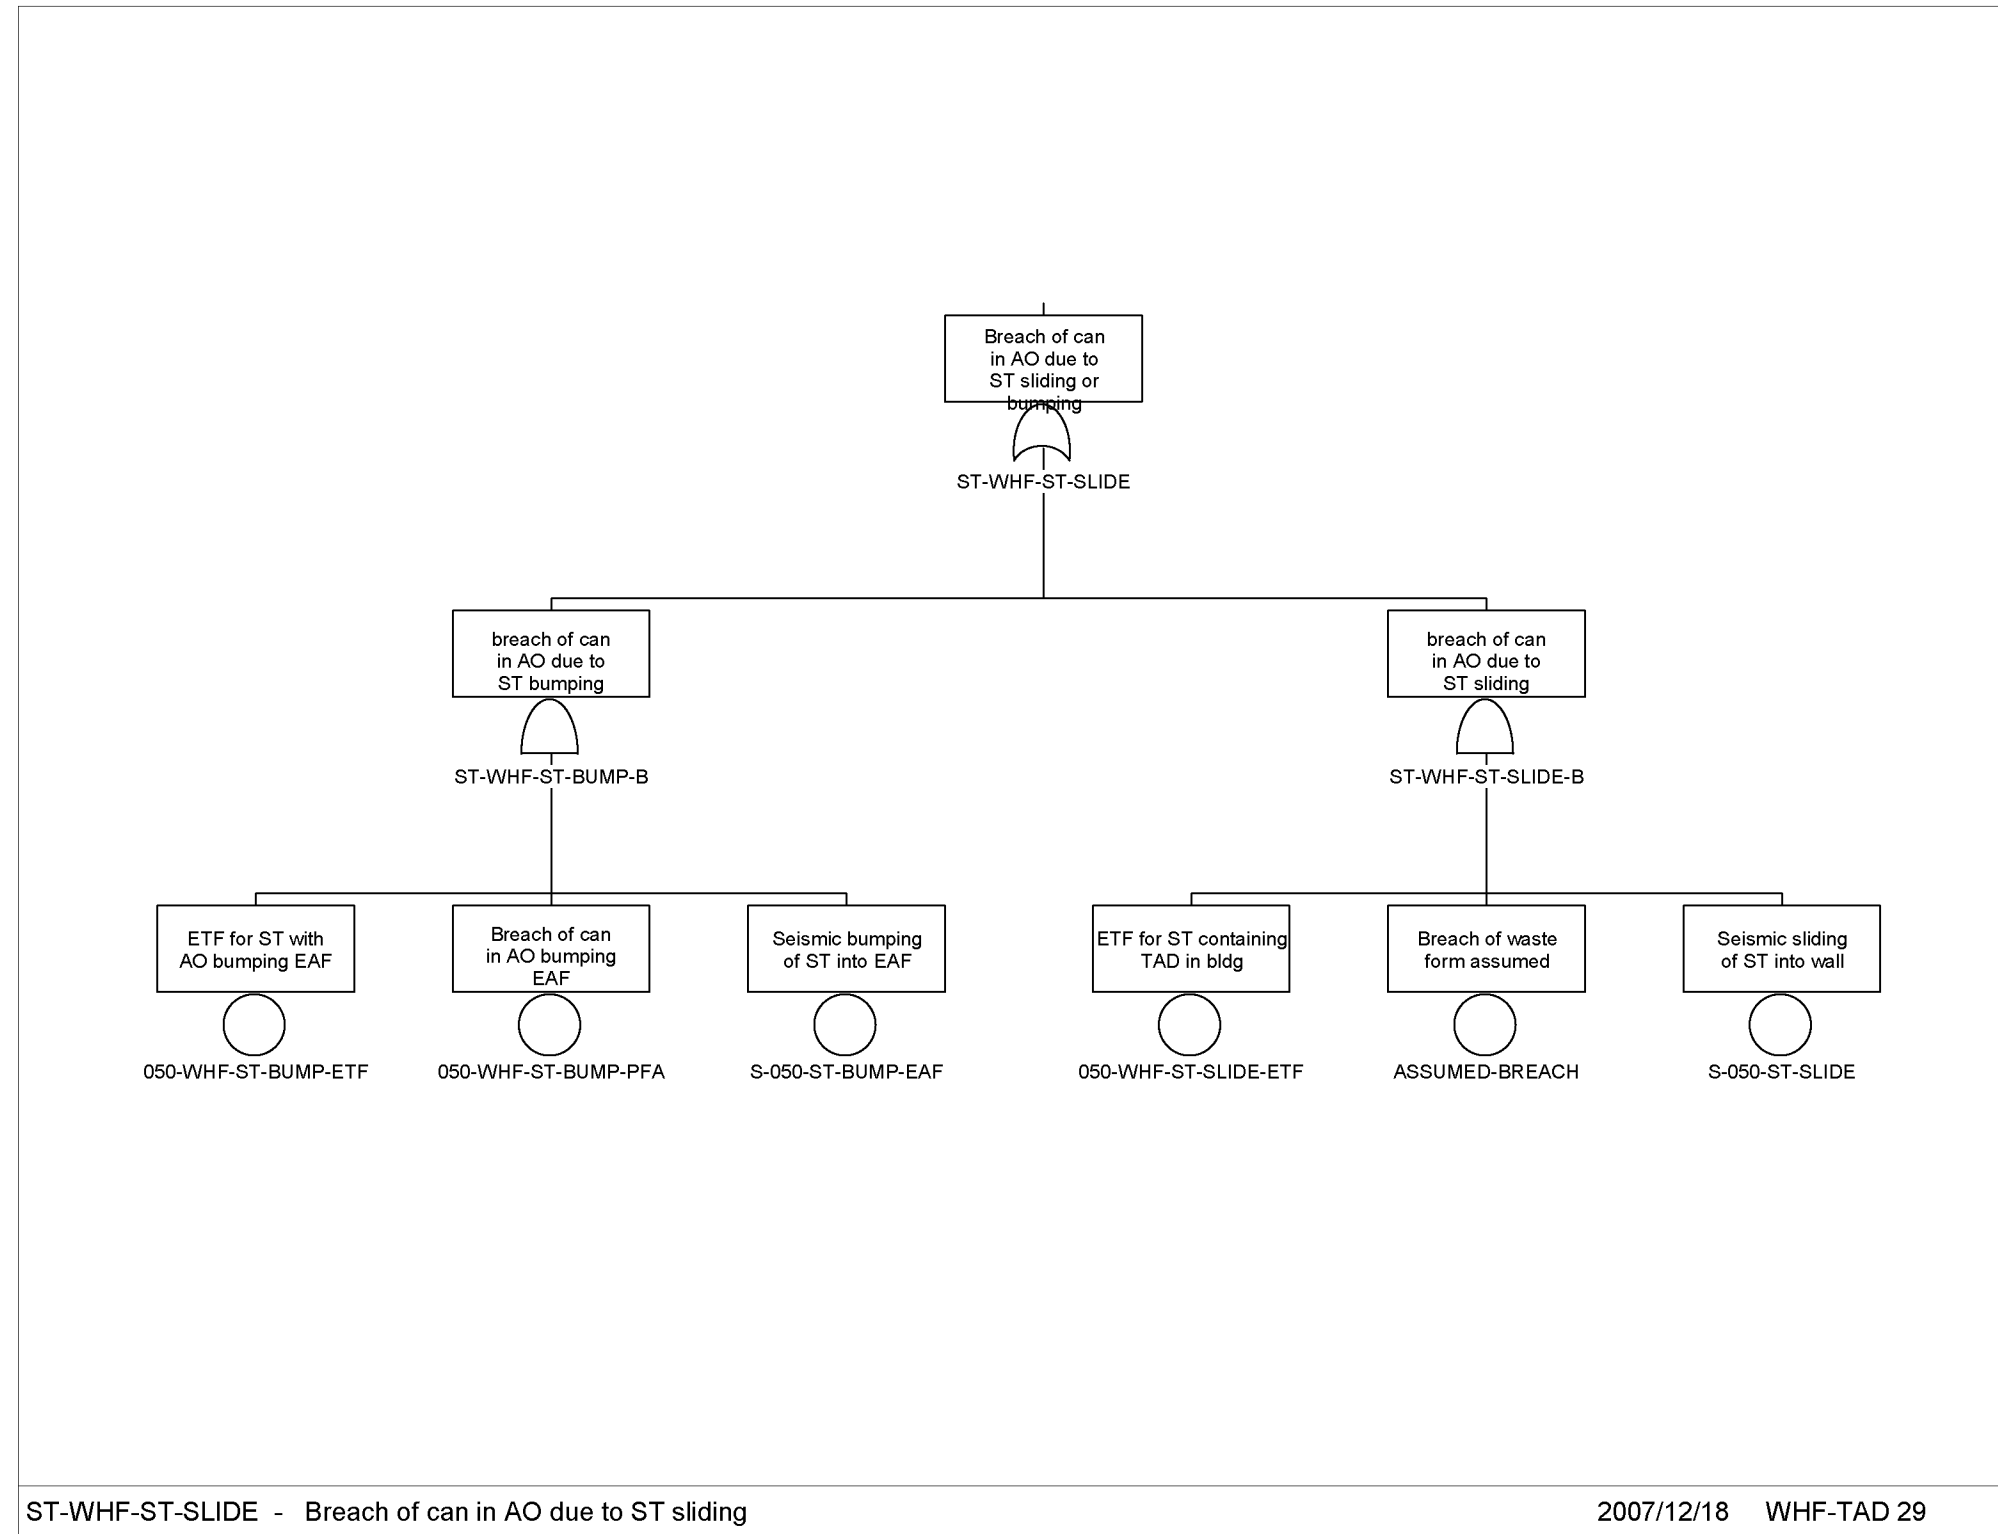 Breach of can
in AO due to
ST sliding or
bumping
ST-WHF-ST-SLIDE
breach of can
in AO due to
ST bumping
ST-WHF-ST-BUMP-B
breach of can
in AO due to
ST sliding
ST-WHF-ST-SLIDE-B
ETF for ST with
AO bumping EAF
050-WHF-ST-BUMP-ETF
Breach of can
in AO bumping
EAF
050-WHF-ST-BUMP-PFA
Seismic bumping
of ST into EAF
S-050-ST-BUMP-EAF
ETF for ST containing
TAD in bldg
050-WHF-ST-SLIDE-ETF
Breach of waste
form assumed
ASSUMED-BREACH
Seismic sliding
of ST into wall
S-050-ST-SLIDE
ST-WHF-ST-SLIDE - Breach of can in AO due to ST sliding
2007/12/18 WHF-TAD 29